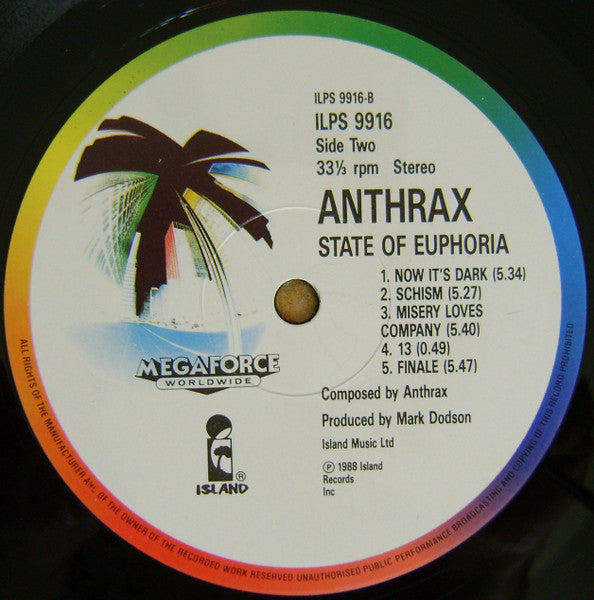 ILPS 9916-B
ILPS 9916
Side Two
33⅓ rpm Stereo
ANTHRAX
STATE OF EUPHORIA
1. NOW IT'S DARK (5.34)
2. SCHISM (5.27)
3. MISERY LOVES
COMPANY (5.40)
4. 13 (0.49)
5. FINALE (5.47)
Composed by Anthrax
Produced by Mark Dodson
Island Music Ltd
℗ 1988 Island
Records
Inc
MEGAFORCE
WORLDWIDE
ISLAND ®
ALL RIGHTS OF THE MANUFACTURER AND OF THE OWNER OF THE RECORDED WORK RESERVED UNAUTHORISED PUBLIC PERFORMANCE BROADCASTING AND COPYING OF THIS RECORD PROHIBITED